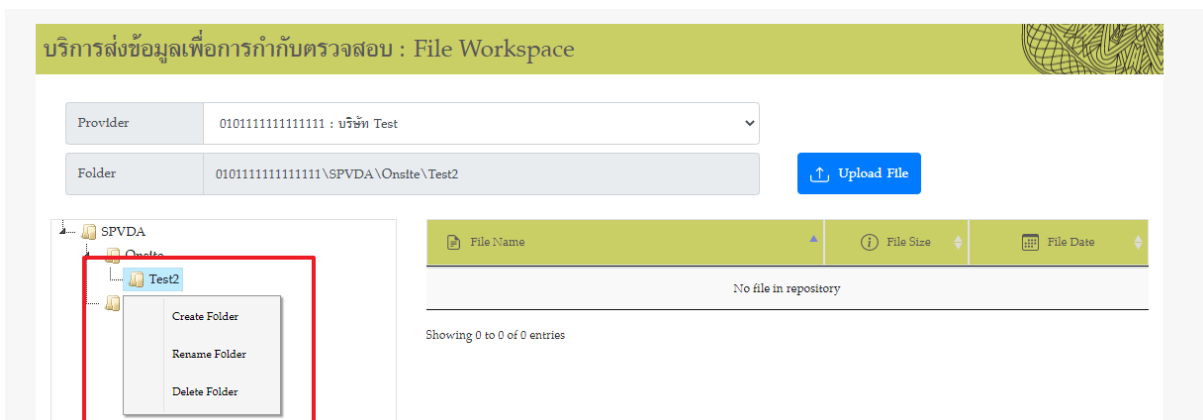 บริการส่งข้อมูลเพื่อการกำกับตรวจสอบ : File Workspace
Provider
0101111111111111 : บริษัท Test
Folder
0101111111111111\SPVDA\Onsite\Test2
Upload File
SPVDA
Onsite
Test2
Create Folder
Rename Folder
Delete Folder
File Name
File Size
File Date
No file in repository
Showing 0 to 0 of 0 entries